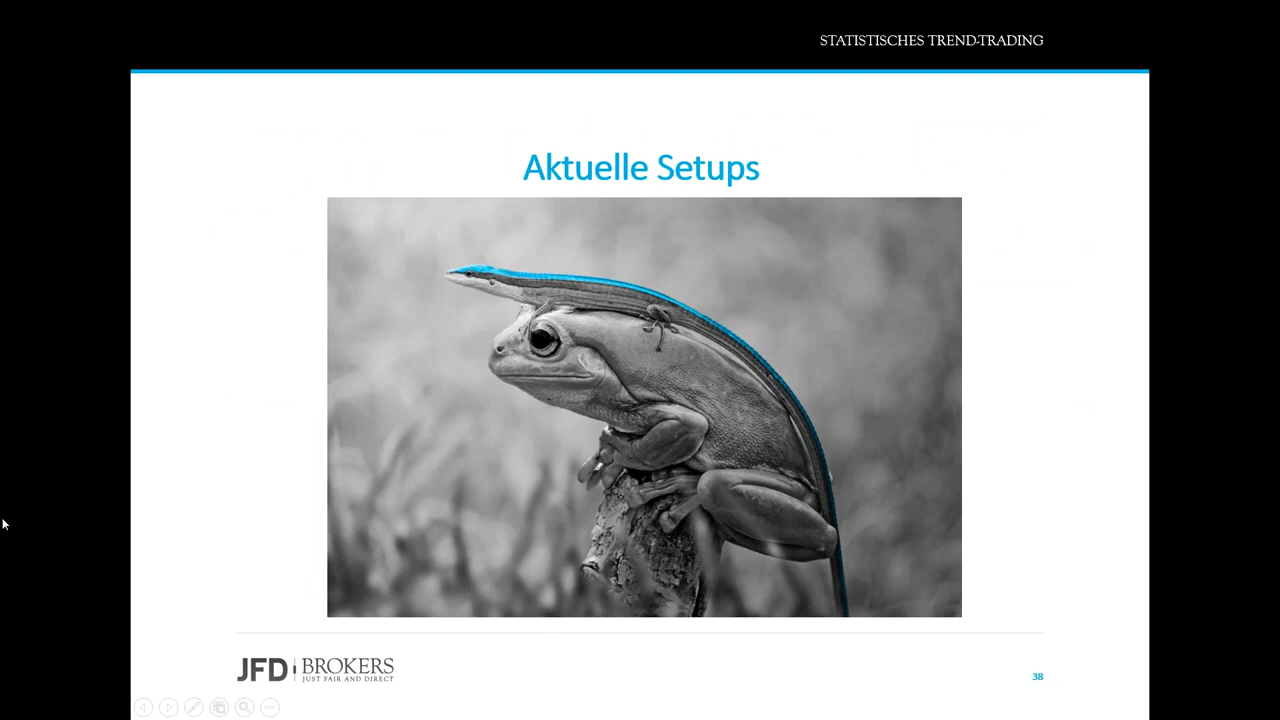 STATISTISCHES TREND-TRADING
Aktuelle Setups
JFD BROKERS
JUST FAIR AND DIRECT
38